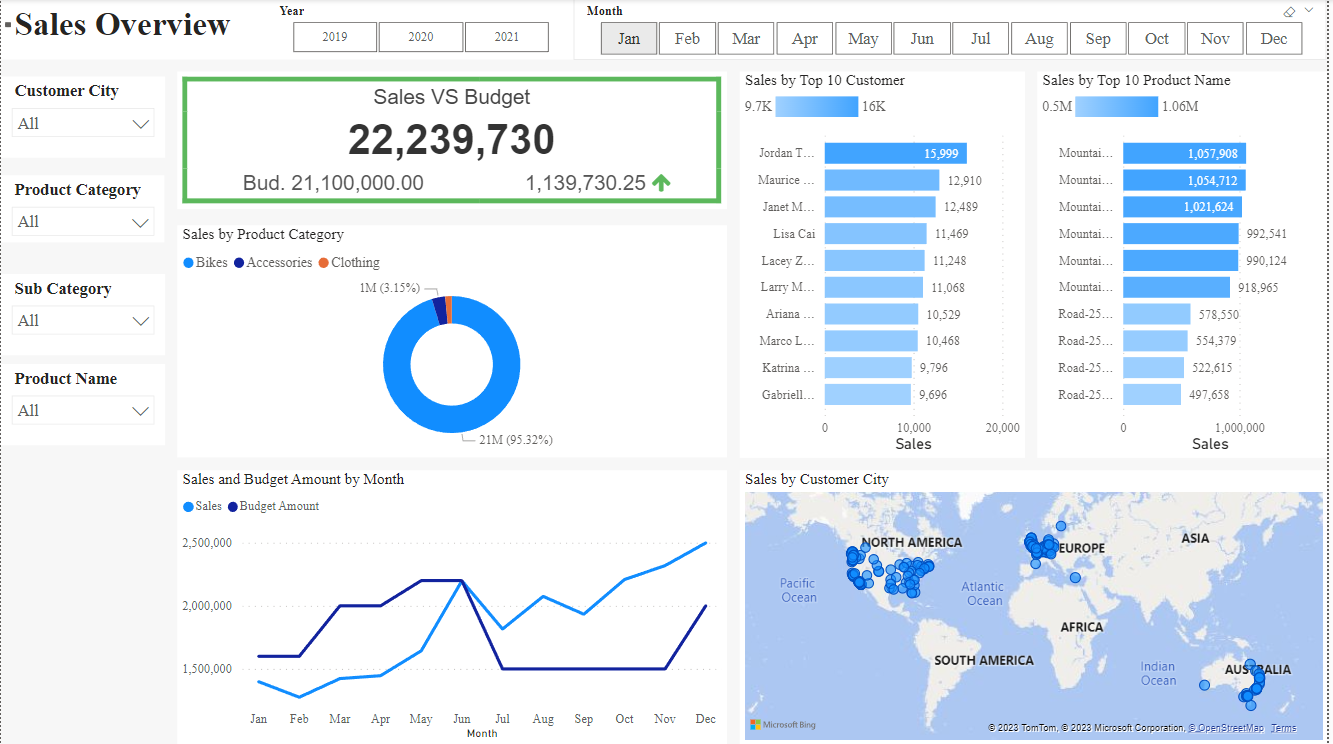 Sales Overview
Year
2019 2020 2021
Month
Jan Feb Mar Apr May Jun Jul Aug Sep Oct Nov Dec
Customer City
All
Product Category
All
Sub Category
All
Product Name
All
Sales VS Budget
22,239,730
Bud. 21,100,000.00 1,139,730.25
Sales by Product Category
Bikes Accessories Clothing
1M (3.15%)
21M (95.32%)
Sales by Top 10 Customer
9.7K 16K
Jordan T... 15,999
Maurice ... 12,910
Janet M... 12,489
Lisa Cai 11,469
Lacey Z... 11,248
Larry M... 11,068
Ariana ... 10,529
Marco L... 10,468
Katrina ... 9,796
Gabriell... 9,696
0 10,000 20,000
Sales
Sales by Top 10 Product Name
0.5M 1.06M
Mountai... 1,057,908
Mountai... 1,054,712
Mountai... 1,021,624
Mountai... 992,541
Mountai... 990,124
Mountai... 918,965
Road-25... 578,550
Road-25... 554,379
Road-25... 522,615
Road-25... 497,658
0 1,000,000
Sales
Sales and Budget Amount by Month
Sales Budget Amount
2,500,000
2,000,000
1,500,000
Jan Feb Mar Apr May Jun Jul Aug Sep Oct Nov Dec
Month
Sales by Customer City
NORTH AMERICA
EUROPE
ASIA
Pacific
Ocean
Atlantic
Ocean
AFRICA
SOUTH AMERICA
Indian
Ocean
AUSTRALIA
Microsoft Bing
© 2023 TomTom, © 2023 Microsoft Corporation, © OpenStreetMap Terms